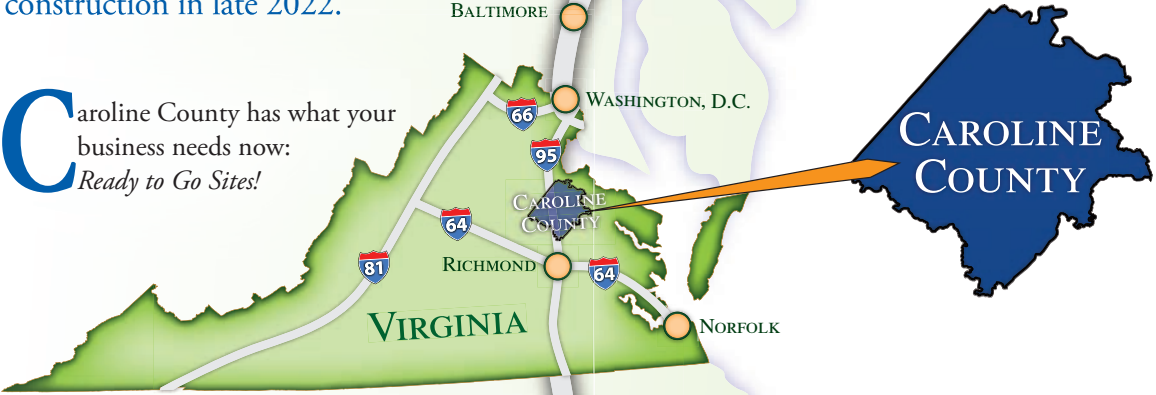 construction in late 2022.
Caroline County has what your
business needs now:
Ready to Go Sites!
BALTIMORE
WASHINGTON, D.C.
66
95
CAROLINE
COUNTY
64
81
RICHMOND
64
VIRGINIA
NORFOLK
CAROLINE
COUNTY